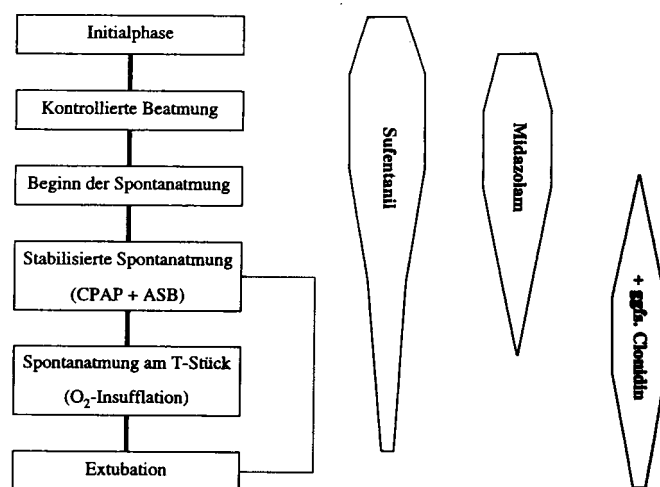 Initialphase
Kontrollierte Beatmung
Beginn der Spontanatmung
Stabilisierte Spontanatmung
(CPAP + ASB)
Spontanatmung am T-Stück
(O₂-Insufflation)
Extubation
Sufentanil
Midazolam
+ ggfs. Clonidin